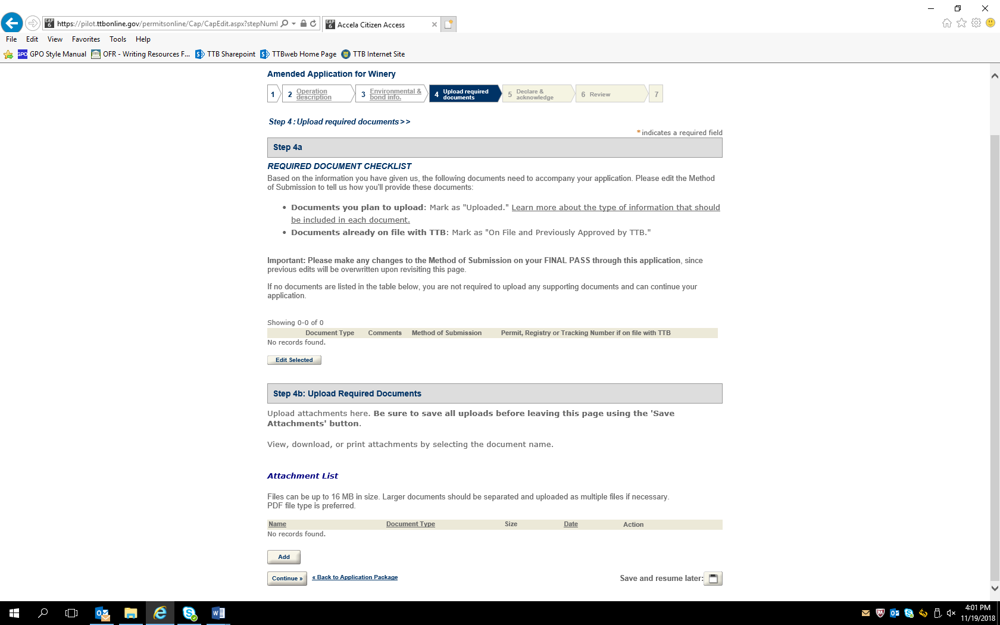 https://pilot.ttbonline.gov/permitsonline/Cap/CapEdit.aspx?stepNuml
Accela Citizen Access
File Edit View Favorites Tools Help
GPO Style Manual OFR - Writing Resources F... TTB Sharepoint TTBweb Home Page TTB Internet Site
Amended Application for Winery
1 2 Operation description 3 Environmental & bond info. 4 Upload required documents 5 Declare & acknowledge 6 Review 7
Step 4 : Upload required documents >>
* indicates a required field
Step 4a
REQUIRED DOCUMENT CHECKLIST
Based on the information you have given us, the following documents need to accompany your application. Please edit the Method
of Submission to tell us how you'll provide these documents:
• Documents you plan to upload: Mark as "Uploaded." Learn more about the type of information that should
be included in each document.
• Documents already on file with TTB: Mark as "On File and Previously Approved by TTB."
Important: Please make any changes to the Method of Submission on your FINAL PASS through this application, since
previous edits will be overwritten upon revisiting this page.
If no documents are listed in the table below, you are not required to upload any supporting documents and can continue your
application.
Showing 0-0 of 0
Document Type Comments Method of Submission Permit, Registry or Tracking Number if on file with TTB
No records found.
Edit Selected
Step 4b: Upload Required Documents
Upload attachments here. Be sure to save all uploads before leaving this page using the 'Save
Attachments' button.
View, download, or print attachments by selecting the document name.
Attachment List
Files can be up to 16 MB in size. Larger documents should be separated and uploaded as multiple files if necessary.
PDF file type is preferred.
Name Document Type Size Date Action
No records found.
Add
Continue » « Back to Application Package Save and resume later:
4:01 PM
11/19/2018